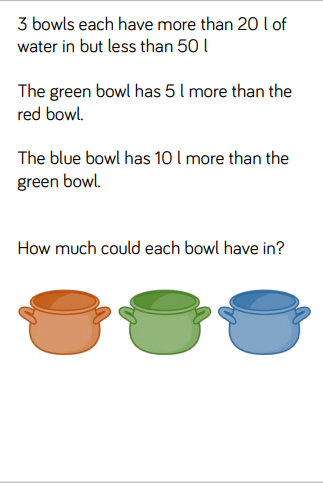 3 bowls each have more than 20 l of
water in but less than 50 l
The green bowl has 5 l more than the
red bowl.
The blue bowl has 10 l more than the
green bowl.
How much could each bowl have in?